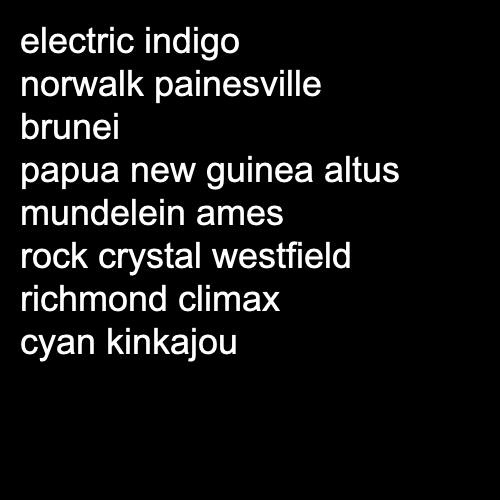 electric indigo
norwalk painesville
brunei
papua new guinea altus
mundelein ames
rock crystal westfield
richmond climax
cyan kinkajou